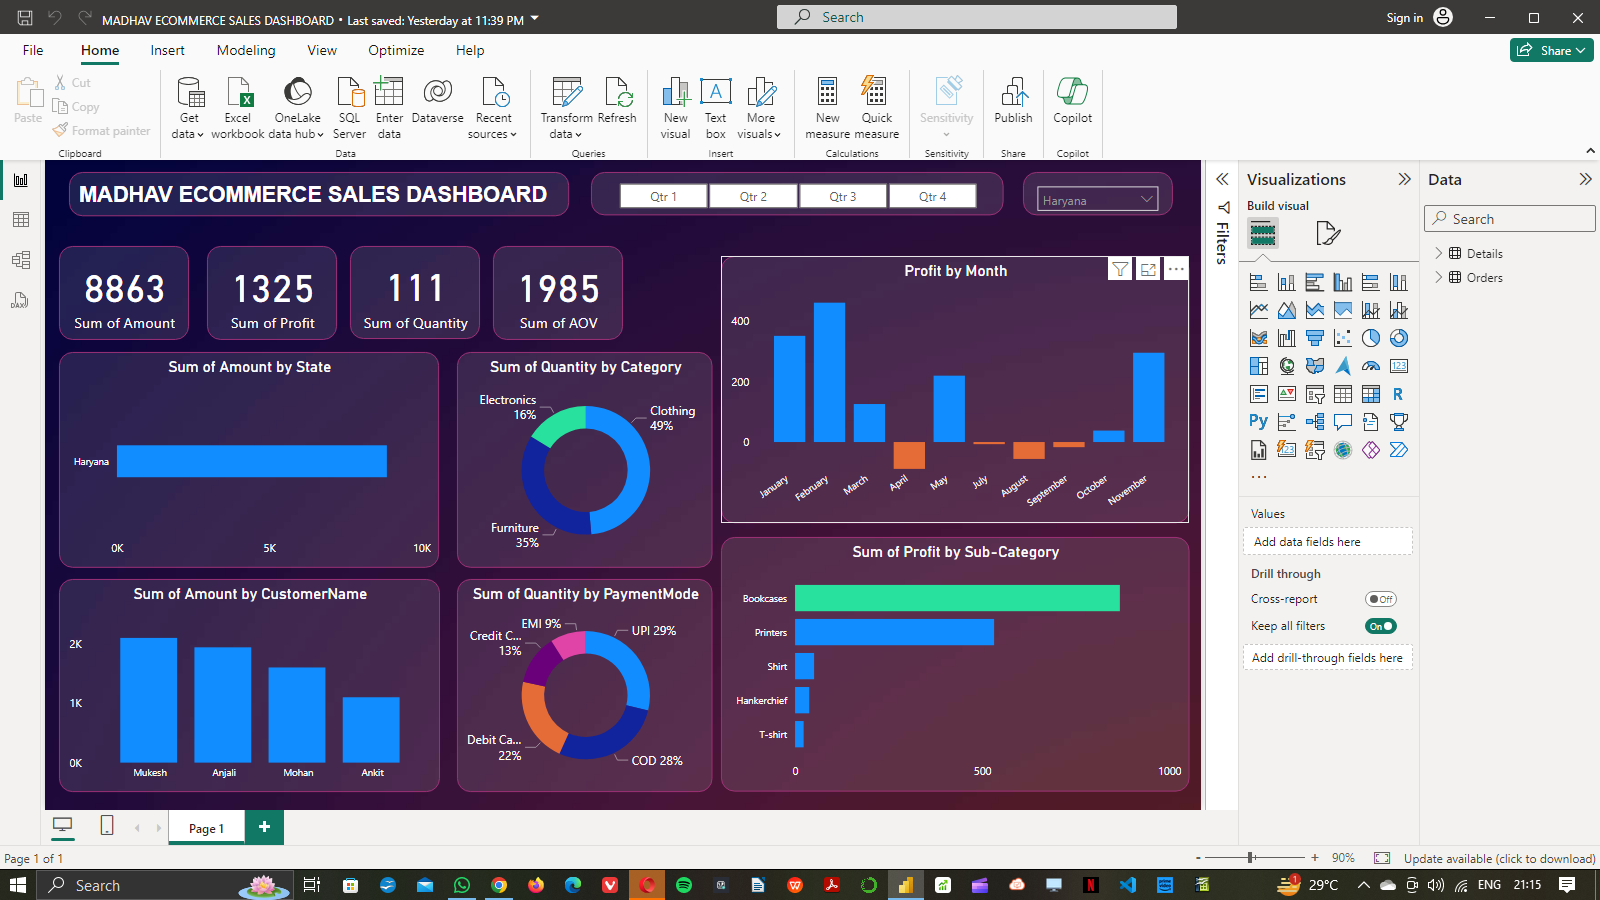 MADHAV ECOMMERCE SALES DASHBOARD • Last saved: Yesterday at 11:39 PM
Search
Sign in
File Home Insert Modeling View Optimize Help
Share
Paste
Cut
Copy
Format painter
Clipboard
Get data
Excel workbook
OneLake data hub
SQL Server
Enter data
Dataverse
Recent sources
Data
Transform data
Refresh
Queries
New visual
Text box
More visuals
Insert
New measure
Quick measure
Calculations
Sensitivity
Sensitivity
Publish
Share
Copilot
Copilot
MADHAV ECOMMERCE SALES DASHBOARD
Qtr 1 Qtr 2 Qtr 3 Qtr 4
Haryana
8863
Sum of Amount
1325
Sum of Profit
111
Sum of Quantity
1985
Sum of AOV
Sum of Amount by State
Haryana
0K 5K 10K
Sum of Quantity by Category
Electronics
16%
Clothing
49%
Furniture
35%
Profit by Month
400
200
0
January February March April May July August September October November
Sum of Amount by CustomerName
2K
1K
0K
Mukesh Anjali Mohan Ankit
Sum of Quantity by PaymentMode
EMI 9%
UPI 29%
Credit C...
13%
Debit Ca...
22%
COD 28%
Sum of Profit by Sub-Category
Bookcases
Printers
Shirt
Hankerchief
T-shirt
0 500 1000
Filters
Visualizations
Build visual
123
R
Py
123
Values
Add data fields here
Drill through
Cross-report
Off
Keep all filters
On
Add drill-through fields here
Data
Search
Details
Orders
DAX
Page 1
Page 1 of 1
- + 90%
Update available (click to download)
Search
1
29°C
ENG
21:15